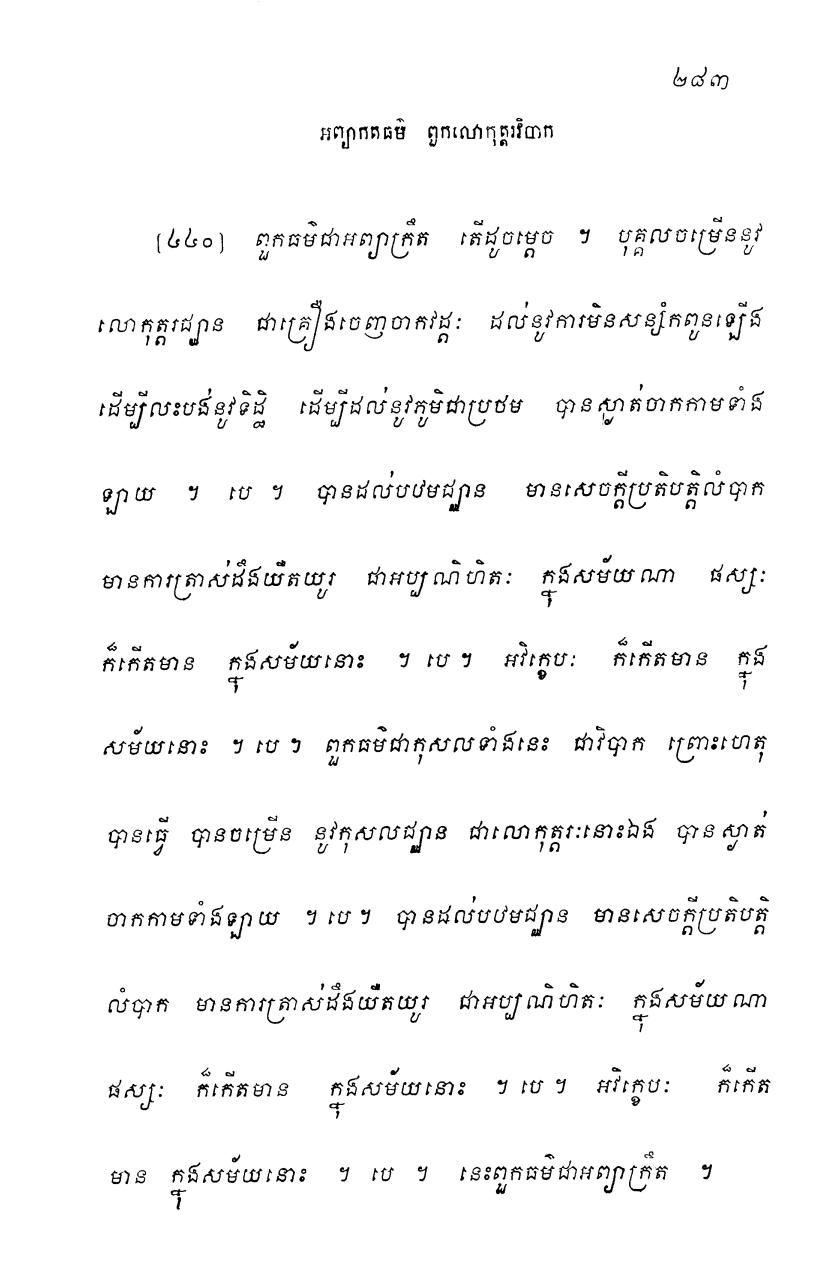 ២៨៣
អព្យាកតធម៌ ពួកលោកុត្តរវិបាក
[៤៤០] ពួកធម៌ជាអព្យាក្រឹត តើដូចម្តេច ។ បុគ្គលចម្រើននូវ
លោកុត្តរជ្ឈាន ជាគ្រឿងចេញចាកវដ្តៈ ដល់នូវការមិនសន្សំកពូនឡើង
ដើម្បីលះបង់នូវទិដ្ឋិ ដើម្បីដល់នូវភូមិជាប្រថម បានស្ងាត់ចាកកាមទាំង
ឡាយ ។ បេ ។ បានដល់បឋមជ្ឈាន មានសេចក្តីប្រតិបត្តិលំបាក
មានការត្រាស់ដឹងយឺតយូរ ជាអប្បណិហិតៈ ក្នុងសម័យណា ផស្សៈ
ក៏កើតមាន ក្នុងសម័យនោះ ។ បេ ។ អវិក្ខេបៈ ក៏កើតមាន ក្នុង
សម័យនោះ ។ បេ ។ ពួកធម៌ជាកុសលទាំងនេះ ជាវិបាក ព្រោះហេតុ
បានធ្វើ បានចម្រើន នូវកុសលជ្ឈាន ជាលោកុត្តរៈនោះឯង បានស្ងាត់
ចាកកាមទាំងឡាយ ។ បេ ។ បានដល់បឋមជ្ឈាន មានសេចក្តីប្រតិបត្តិ
លំបាក មានការត្រាស់ដឹងយឺតយូរ ជាអប្បណិហិតៈ ក្នុងសម័យណា
ផស្សៈ ក៏កើតមាន ក្នុងសម័យនោះ ។ បេ ។ អវិក្ខេបៈ ក៏កើត
មាន ក្នុងសម័យនោះ ។ បេ ។ នេះពួកធម៌ជាអព្យាក្រឹត ។